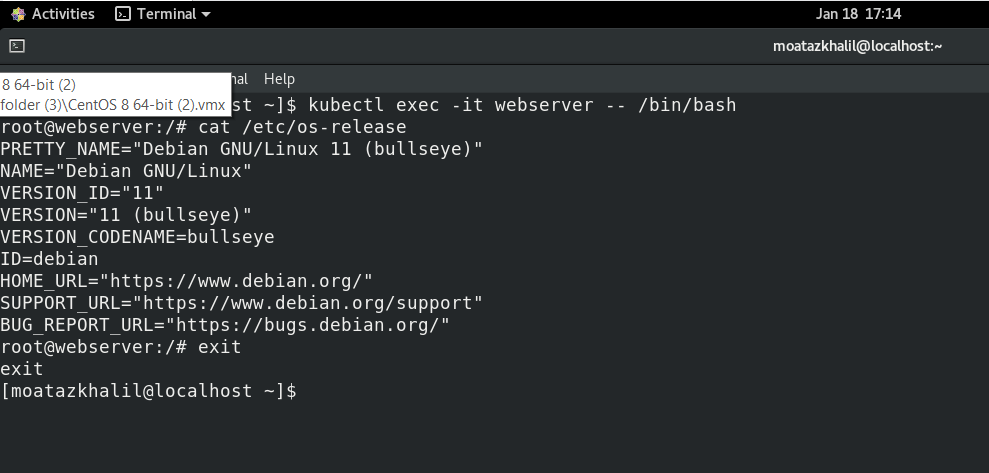 Activities Terminal Jan 18 17:14
moatazkhalil@localhost:~
8 64-bit (2)
folder (3)\CentOS 8 64-bit (2).vmx
nal Help
host ~]$ kubectl exec -it webserver -- /bin/bash
root@webserver:/# cat /etc/os-release
PRETTY_NAME="Debian GNU/Linux 11 (bullseye)"
NAME="Debian GNU/Linux"
VERSION_ID="11"
VERSION="11 (bullseye)"
VERSION_CODENAME=bullseye
ID=debian
HOME_URL="https://www.debian.org/"
SUPPORT_URL="https://www.debian.org/support"
BUG_REPORT_URL="https://bugs.debian.org/"
root@webserver:/# exit
exit
[moatazkhalil@localhost ~]$